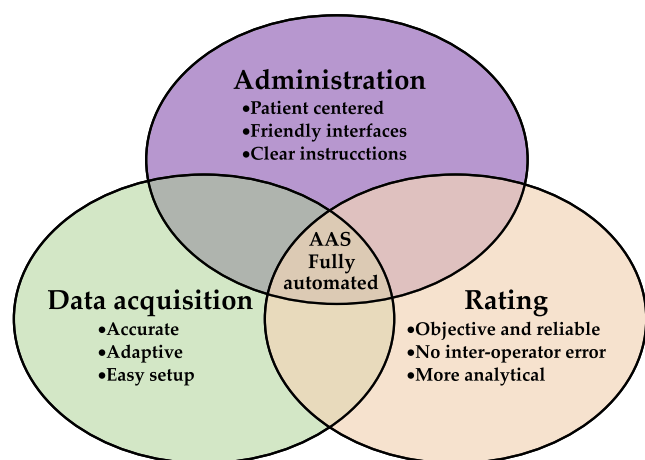 Administration
•Patient centered
•Friendly interfaces
•Clear instrucctions
AAS
Fully
automated
Data acquisition
•Accurate
•Adaptive
•Easy setup
Rating
•Objective and reliable
•No inter-operator error
•More analytical